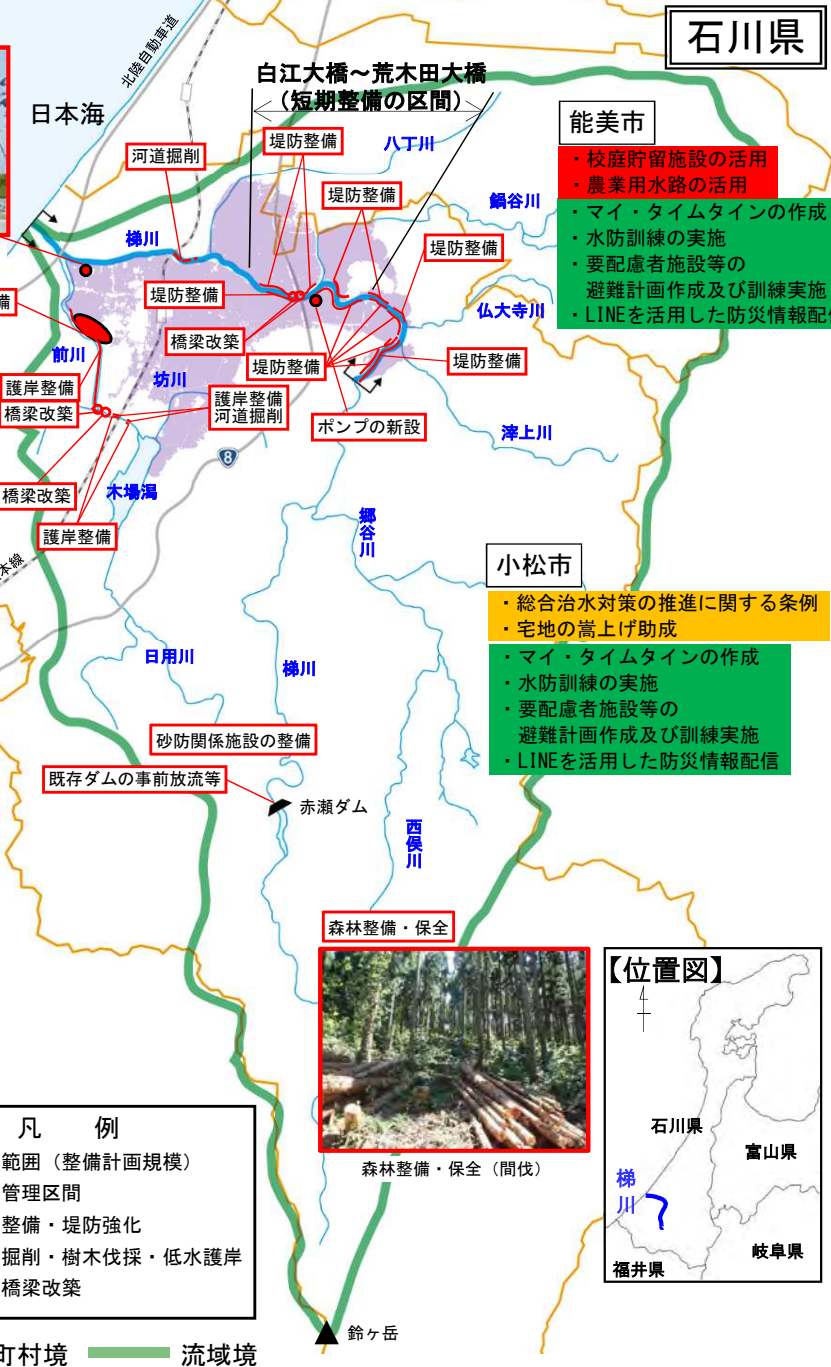 石川県
北陸自動車道
日本海
白江大橋~荒木田大橋
(短期整備の区間)
八丁川
河道掘削
堤防整備
堤防整備
鍋谷川
梯川
堤防整備
堤防整備
橋梁改築
仏大寺川
前川
堤防整備
堤防整備
護岸整備
坊川
橋梁改築
護岸整備
河道掘削
ポンプの新設
滓上川
8
橋梁改築
木場潟
護岸整備
郷谷川
能美市
・校庭貯留施設の活用
・農業用水路の活用
・マイ・タイムタインの作成
・水防訓練の実施
・要配慮者施設等の
避難計画作成及び訓練実施
・LINEを活用した防災情報配
小松市
・総合治水対策の推進に関する条例
・宅地の嵩上げ助成
・マイ・タイムタインの作成
・水防訓練の実施
・要配慮者施設等の
避難計画作成及び訓練実施
・LINEを活用した防災情報配信
本線
日用川
梯川
砂防関係施設の整備
既存ダムの事前放流等
赤瀬ダム
西俣川
森林整備・保全
森林整備・保全(間伐)
【位置図】
石川県
富山県
梯川
岐阜県
福井県
凡 例
範囲(整備計画規模)
管理区間
整備・堤防強化
掘削・樹木伐採・低水護岸
橋梁改築
鈴ヶ岳
町村境
流域境